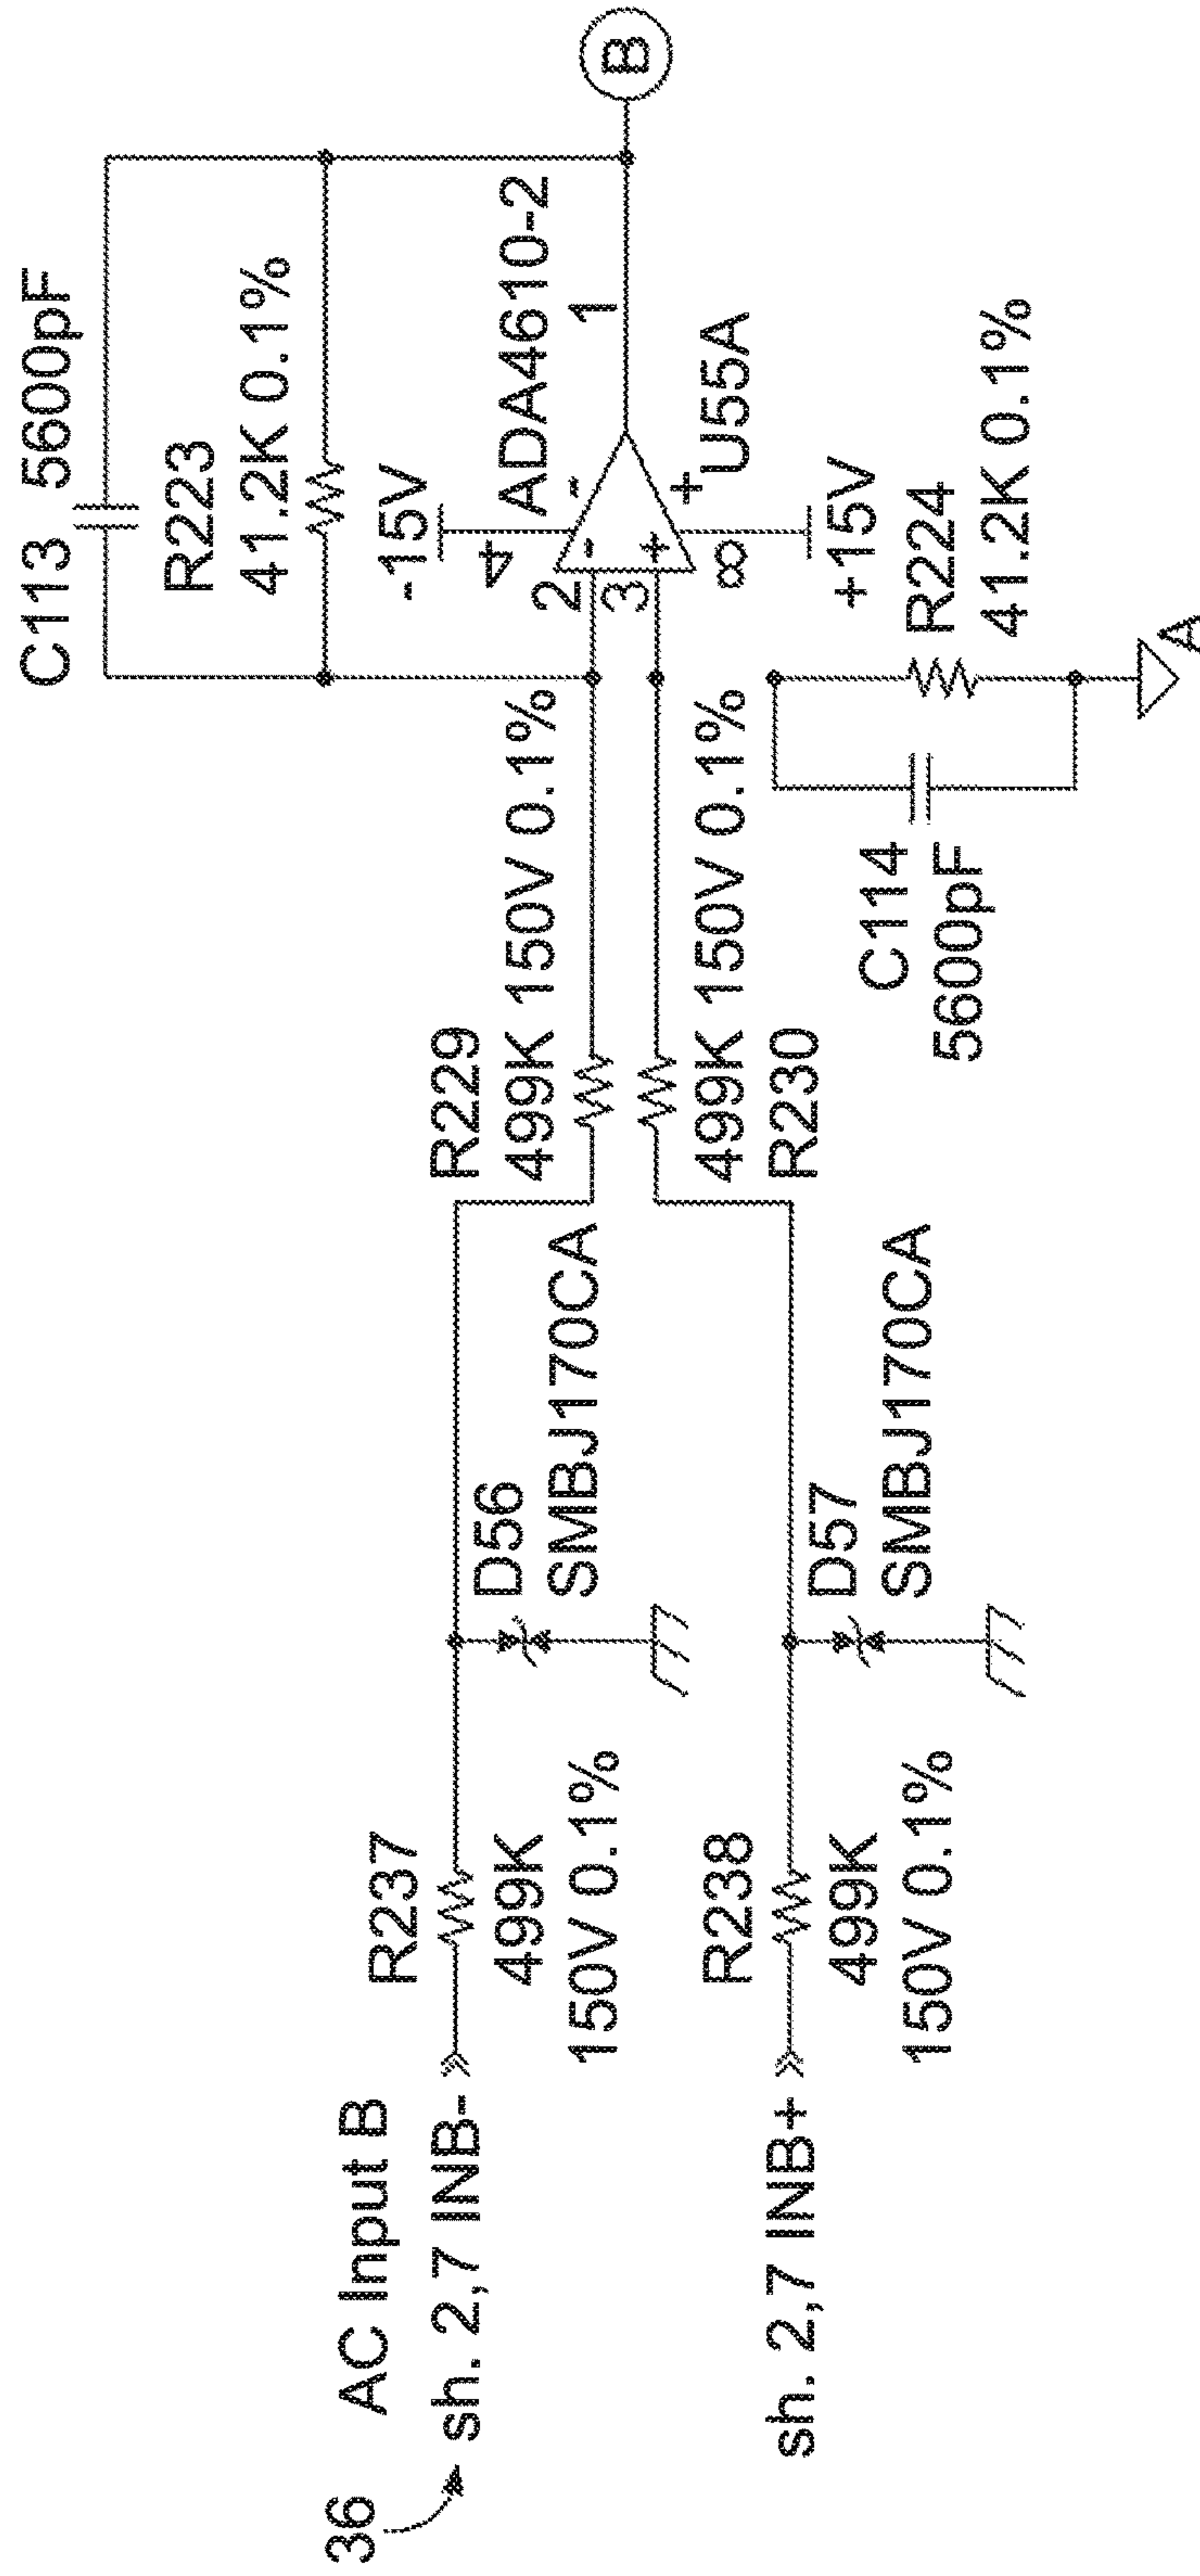 36
AC Input B
sh. 2,7 INB-
R237
499K
150V 0.1%
D56
SMBJ170CA
R229
499K 150V 0.1%
sh. 2,7 INB+
R238
499K
150V 0.1%
D57
SMBJ170CA
499K 150V 0.1%
R230
C113 5600pF
R223
41.2K 0.1%
-15V
4
ADA4610-2
2
-
-
1
3
+
+
8
U55A
+15V
B
C114
5600pF
R224
41.2K 0.1%
A